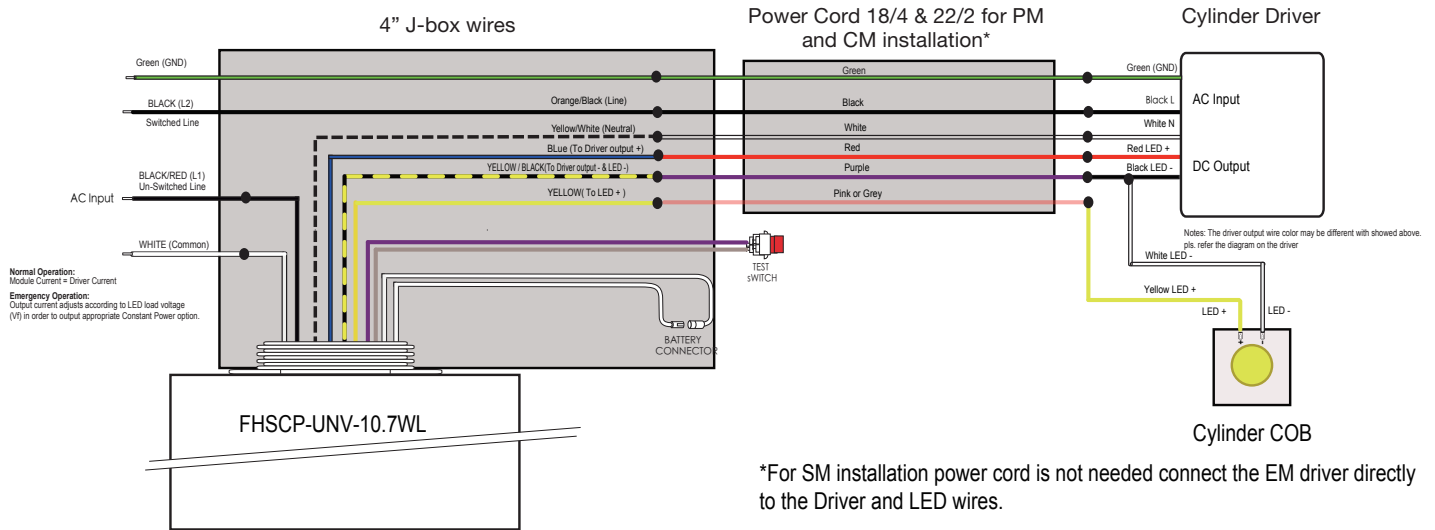 4” J-box wires
Power Cord 18/4 & 22/2 for PM
and CM installation*
Cylinder Driver
Green (GND)
BLACK (L2)
Switched Line
BLACK/RED (L1)
Un-Switched Line
AC Input
WHITE (Common)
Normal Operation:
Module Current = Driver Current
Emergency Operation:
Output current adjusts according to LED load voltage
(Vf) in order to output appropriate Constant Power option.
Orange/Black (Line)
Yellow/White (Neutral)
BLue (To Driver output +)
YELLOW / BLACK(To Driver output - & LED -)
YELLOW( To LED + )
TEST
sWITCH
BATTERY
CONNECTOR
Green
Black
White
Red
Purple
Pink or Grey
Green (GND)
Black L
White N
Red LED +
Black LED -
AC Input
DC Output
Notes: The driver output wire color may be different with showed above.
pls. refer the diagram on the driver
White LED -
Yellow LED +
LED +
LED -
+
-
Cylinder COB
FHSCP-UNV-10.7WL
*For SM installation power cord is not needed connect the EM driver directly
to the Driver and LED wires.